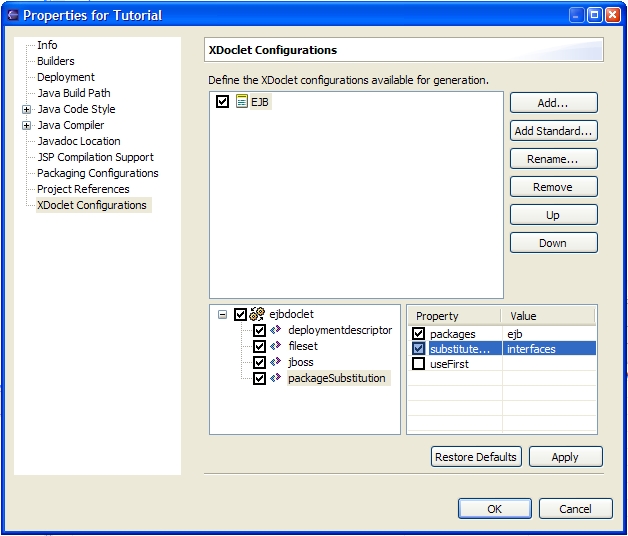 Properties for Tutorial
Info
Builders
Deployment
Java Build Path
Java Code Style
Java Compiler
Javadoc Location
JSP Compilation Support
Packaging Configurations
Project References
XDoclet Configurations
XDoclet Configurations
Define the XDoclet configurations available for generation.
EJB
Add...
Add Standard...
Rename...
Remove
Up
Down
ejbdoclet
deploymentdescriptor
fileset
jboss
packageSubstitution
Property Value
packages ejb
substitute... interfaces
useFirst
Restore Defaults Apply
OK Cancel